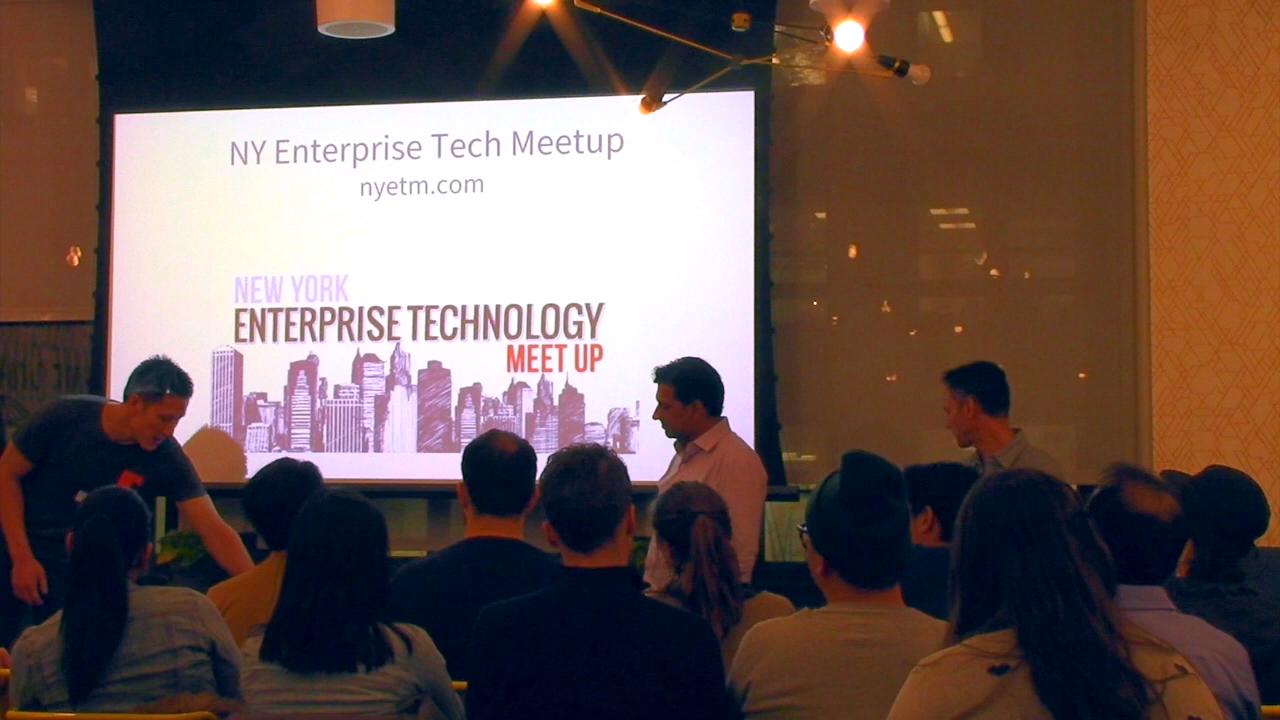 NY Enterprise Tech Meetup
nyetm.com
NEW YORK
ENTERPRISE TECHNOLOGY
MEET UP